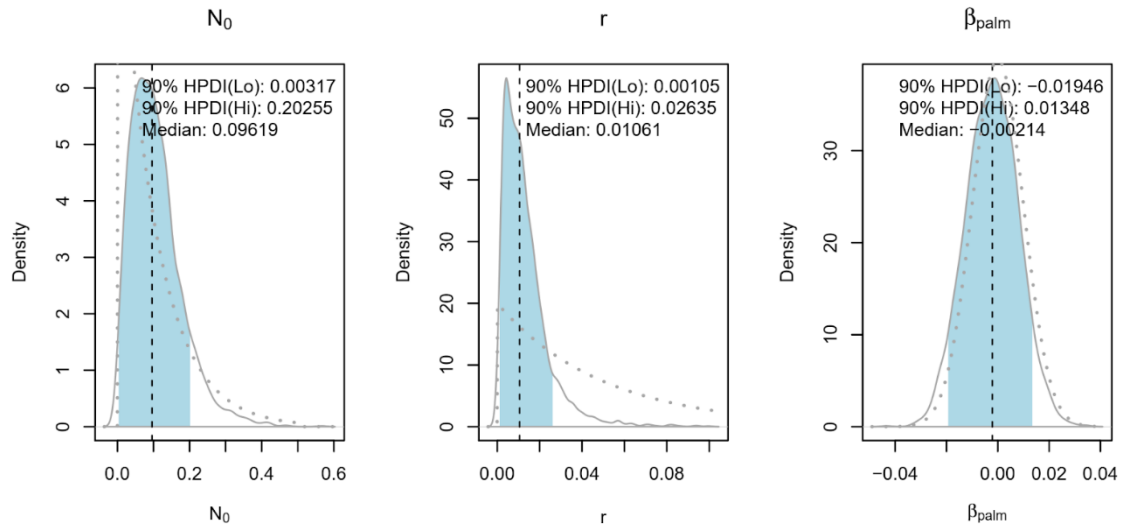 N₀
90% HPDI(Lo): 0.00317
90% HPDI(Hi): 0.20255
Median: 0.09619
Density
6
5
4
3
2
1
0
0.0 0.2 0.4 0.6
N₀
r
90% HPDI(Lo): 0.00105
90% HPDI(Hi): 0.02635
Median: 0.01061
Density
50
40
30
20
10
0
0.00 0.04 0.08
r
βpalm
90% HPDI(Lo): −0.01946
90% HPDI(Hi): 0.01348
Median: −0.00214
Density
30
20
10
0
−0.04 0.00 0.02 0.04
βpalm